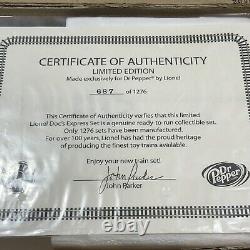 CERTIFICATE OF AUTHENTICITY
LIMITED EDITION
Made exclusively for Dr Pepper® by Lionel
687 of 1276
This Certificate of Authenticity verifies that this limited
Lionel Doc's Express Set is a genuine ready-to-run collectible set.
Only 1276 sets have been manufactured.
For over 100 years, Lionel has had the proud heritage
of producing the finest toy trains available.
Enjoy your new train set!
John Parker
John Parker
Dr Pepper